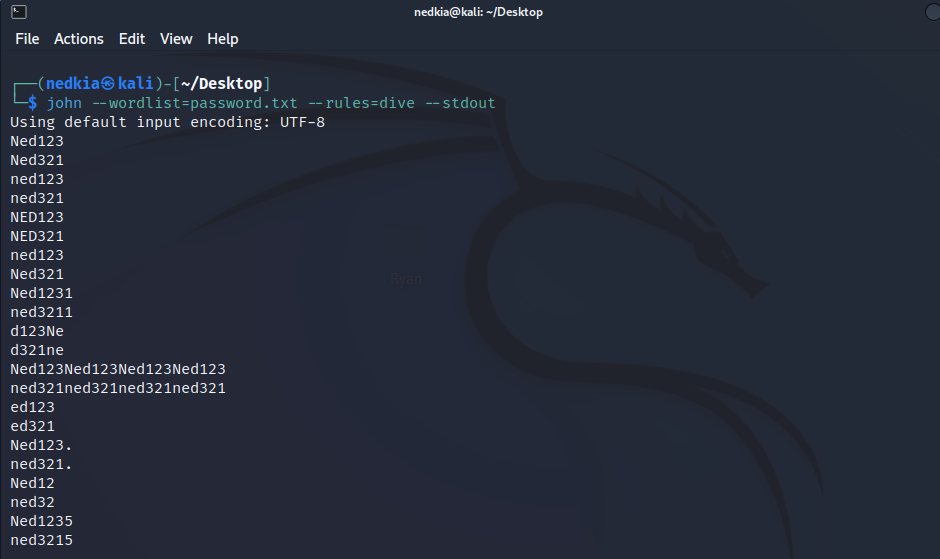 nedkia@kali: ~/Desktop
File Actions Edit View Help
┌──(nedkia㉿kali)-[~/Desktop]
└─$ john --wordlist=password.txt --rules=dive --stdout
Using default input encoding: UTF-8
Ned123
Ned321
ned123
ned321
NED123
NED321
ned123
Ned321
Ned1231
ned3211
d123Ne
d321ne
Ned123Ned123Ned123Ned123
ned321ned321ned321ned321
ed123
ed321
Ned123.
ned321.
Ned12
ned32
Ned1235
ned3215